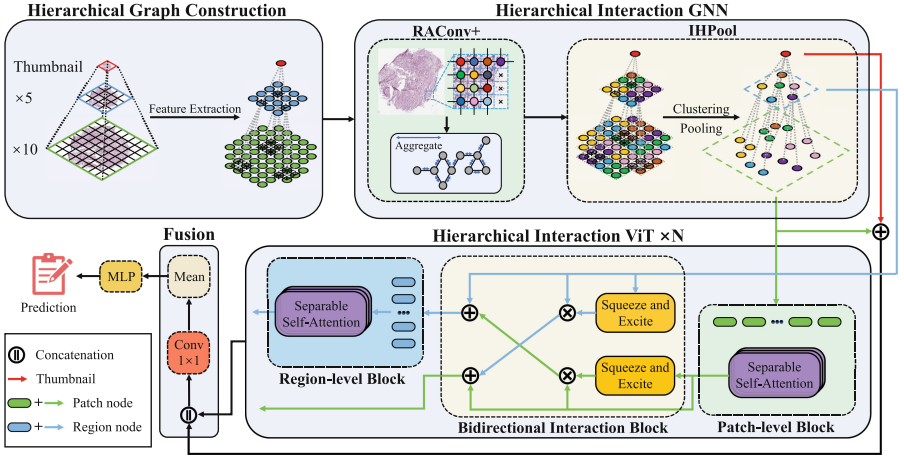 Hierarchical Graph Construction
Thumbnail
×5
×10
Feature Extraction
Hierarchical Interaction GNN
RAConv+
Aggregate
IHPool
Clustering
Pooling
Fusion
Mean
Conv
1×1
MLP
Prediction
Hierarchical Interaction ViT ×N
Separable
Self-Attention
Region-level Block
Squeeze and
Excite
Squeeze and
Excite
Bidirectional Interaction Block
Separable
Self-Attention
Patch-level Block
Concatenation
Thumbnail
+ Patch node
+ Region node